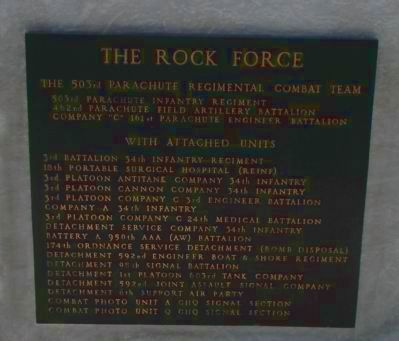 THE ROCK FORCE
THE 503rd PARACHUTE REGIMENTAL COMBAT TEAM
503rd PARACHUTE INFANTRY REGIMENT
462nd PARACHUTE FIELD ARTILLERY BATTALION
COMPANY "C" 161st PARACHUTE ENGINEER BATTALION
WITH ATTACHED UNITS
3rd BATTALION 34th INFANTRY REGIMENT
18th PORTABLE SURGICAL HOSPITAL (REINF)
3rd PLATOON ANTITANK COMPANY 34th INFANTRY
3rd PLATOON CANNON COMPANY 34th INFANTRY
3rd PLATOON COMPANY C 3rd ENGINEER BATTALION
COMPANY A 34th INFANTRY
3rd PLATOON COMPANY C 24th MEDICAL BATTALION
DETACHMENT SERVICE COMPANY 34th INFANTRY
BATTERY A 950th AAA (AW) BATTALION
174th ORDNANCE SERVICE DETACHMENT (BOMB DISPOSAL)
DETACHMENT 592nd ENGINEER BOAT & SHORE REGIMENT
DETACHMENT 98th SIGNAL BATTALION
DETACHMENT 1st PLATOON 603rd TANK COMPANY
DETACHMENT 592nd JOINT ASSAULT SIGNAL COMPANY
DETACHMENT 6th SUPPORT AIR PARTY
COMBAT PHOTO UNIT A GHQ SIGNAL SECTION
COMBAT PHOTO UNIT Q GHQ SIGNAL SECTION